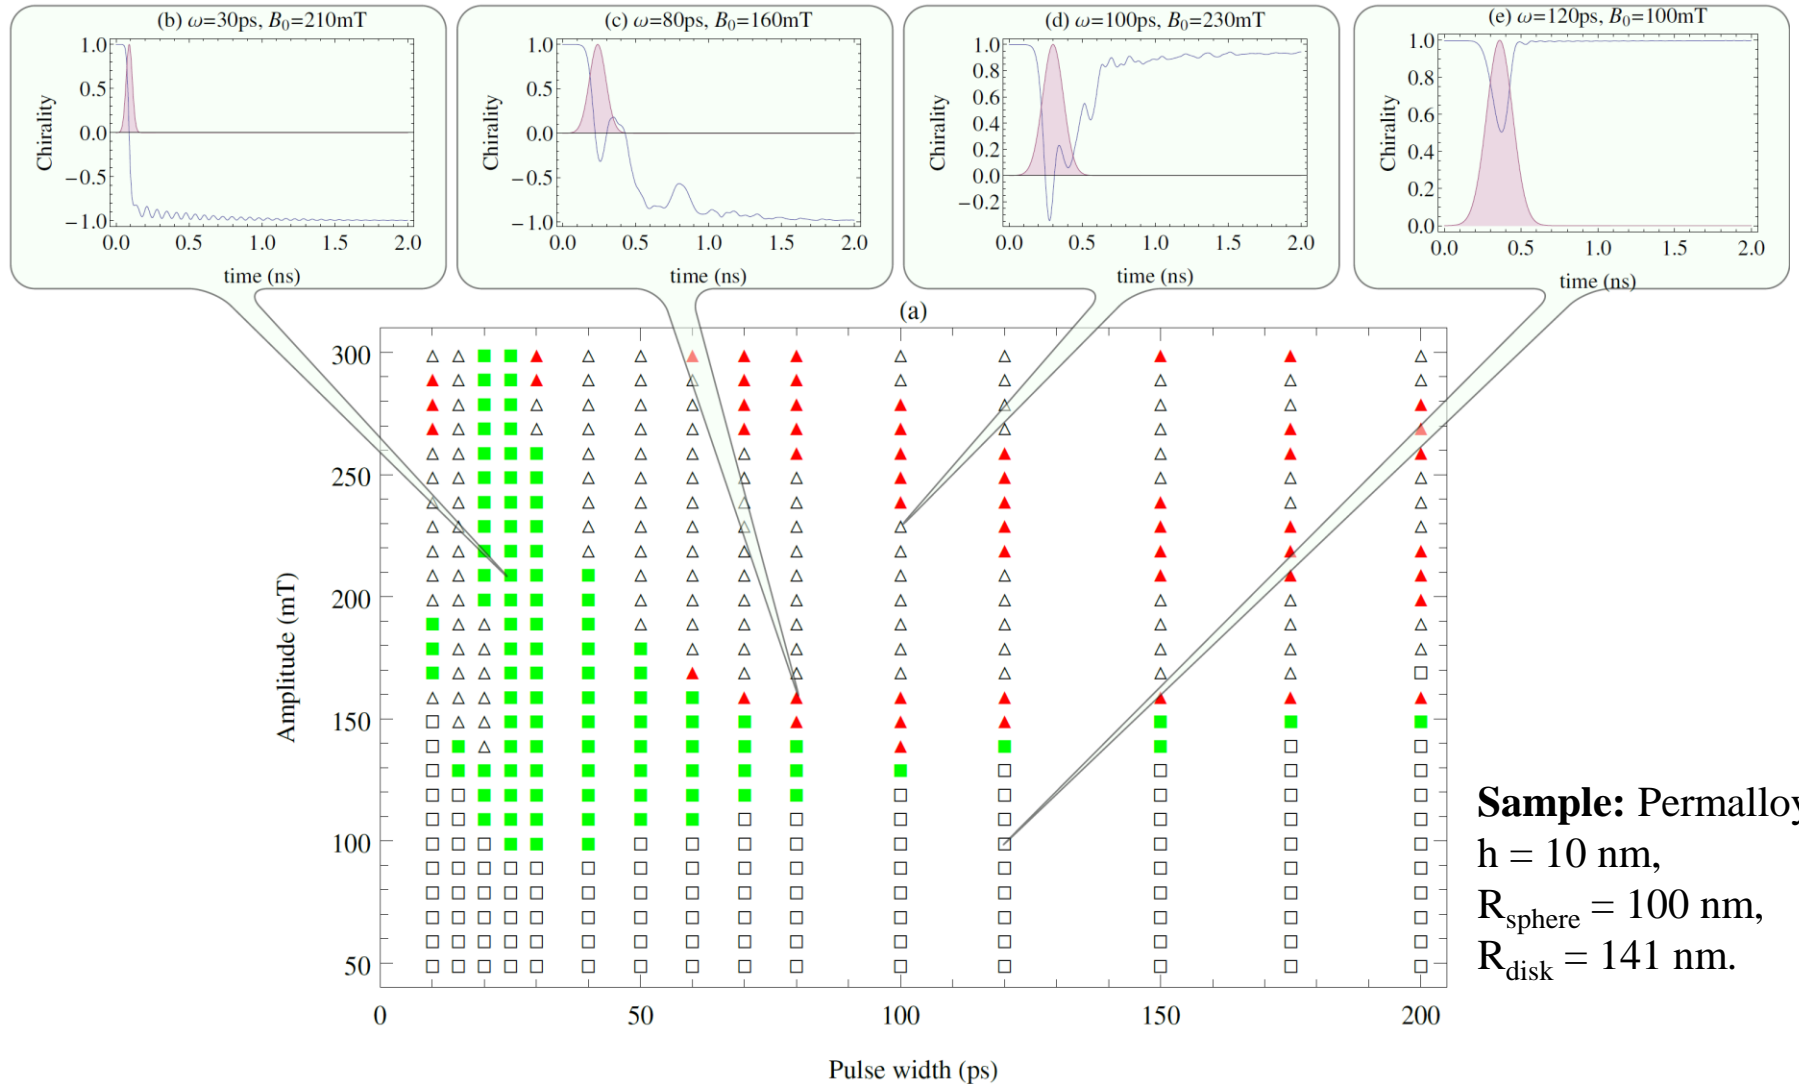 (b) ω=30ps, B₀=210mT
1.0
0.5
0.0
−0.5
−1.0
Chirality
0.0 0.5 1.0 1.5 2.0
time (ns)
(c) ω=80ps, B₀=160mT
1.0
0.5
0.0
−0.5
−1.0
Chirality
0.0 0.5 1.0 1.5 2.0
time (ns)
(d) ω=100ps, B₀=230mT
1.0
0.8
0.6
0.4
0.2
0.0
−0.2
Chirality
0.0 0.5 1.0 1.5 2.0
time (ns)
(e) ω=120ps, B₀=100mT
1.0
0.8
0.6
0.4
0.2
0.0
Chirality
0.0 0.5 1.0 1.5 2.0
time (ns)
(a)
300
250
200
150
100
50
Amplitude (mT)
0 50 100 150 200
Pulse width (ps)
Sample: Permalloy
h = 10 nm,
R_sphere = 100 nm,
R_disk = 141 nm.